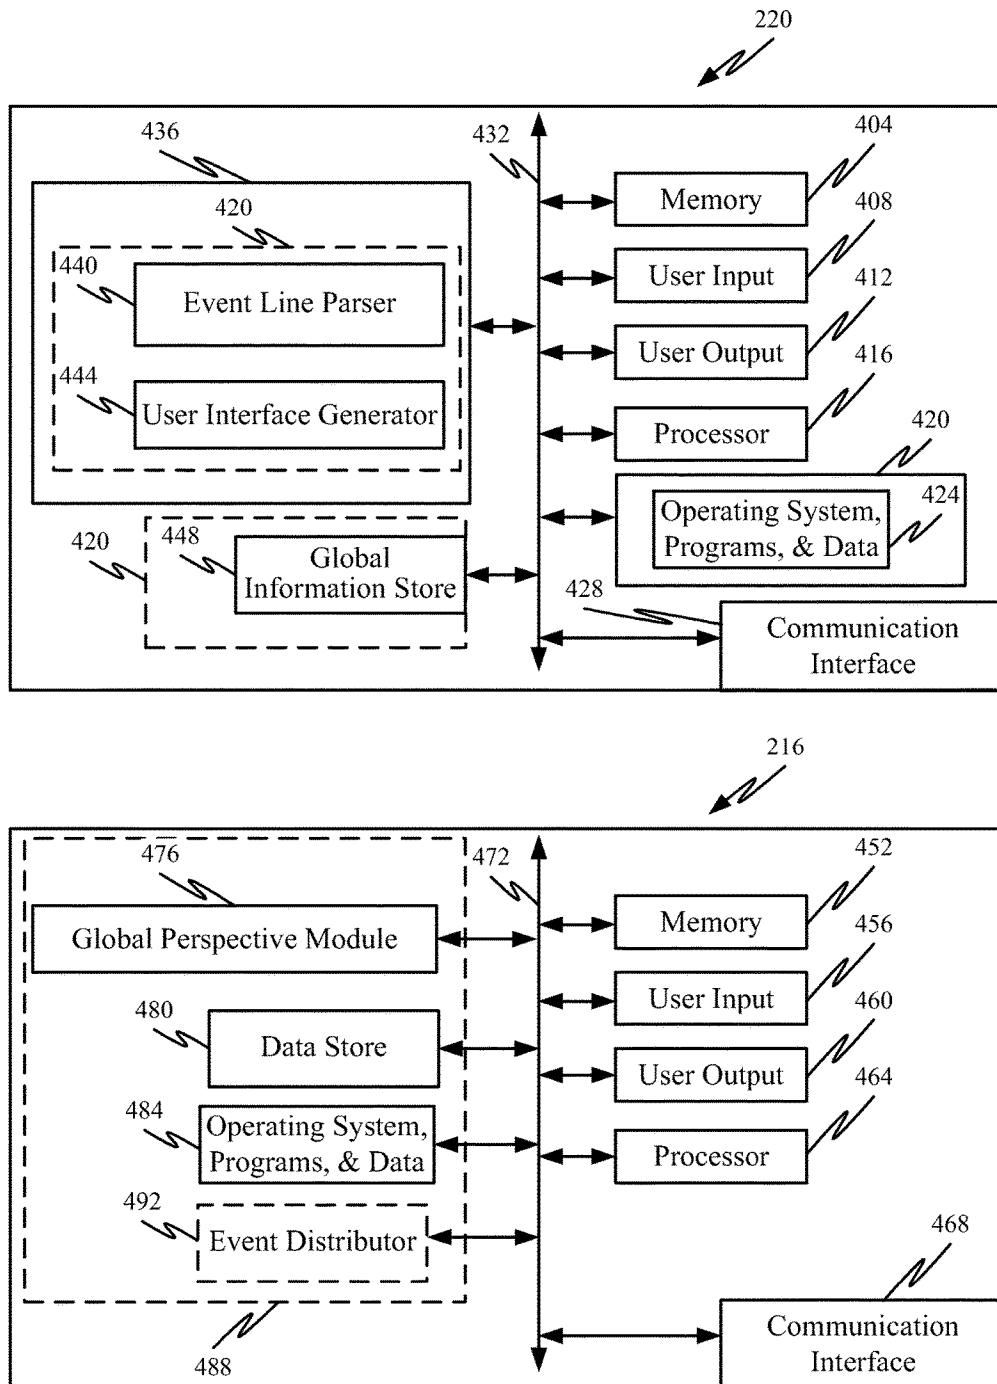 220
436
432
404
Memory
420
408
440
Event Line Parser
User Input
412
User Output
444
User Interface Generator
416
Processor
420
Operating System,
Programs, & Data
424
420
448
Global
Information Store
428
Communication
Interface
216
476
472
452
Global Perspective Module
Memory
456
User Input
480
Data Store
460
User Output
484
Operating System,
Programs, & Data
464
Processor
492
Event Distributor
468
488
Communication
Interface